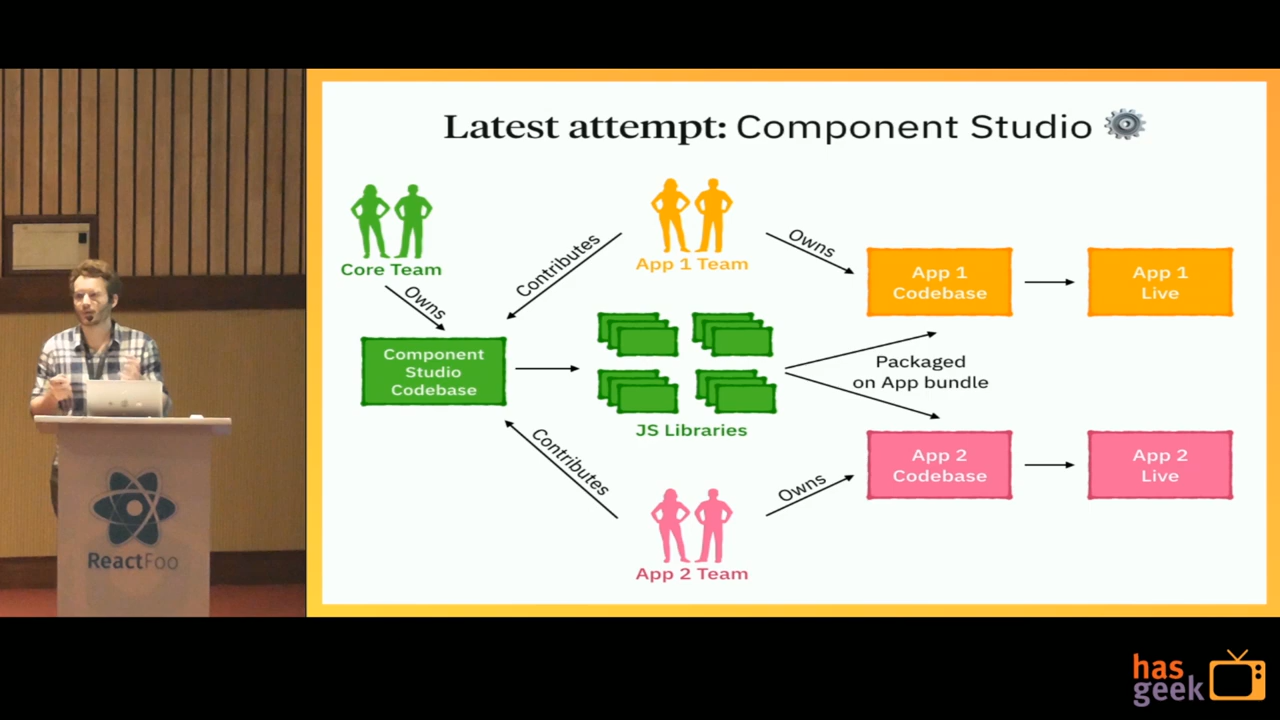 Latest attempt: Component Studio
Core Team
Owns
Contributes
App 1 Team
Owns
App 1
Codebase
App 1
Live
Component
Studio
Codebase
JS Libraries
Packaged
on App bundle
Contributes
App 2 Team
Owns
App 2
Codebase
App 2
Live
ReactFoo
has
geek